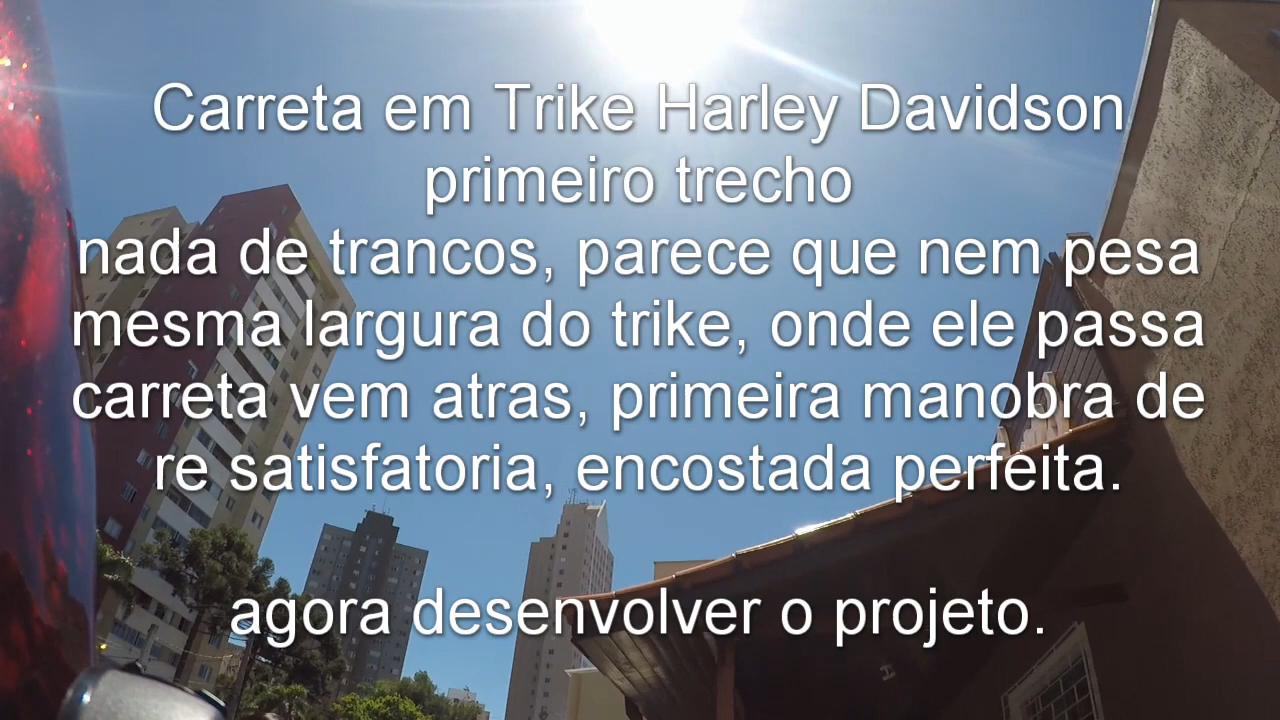 Carreta em Trike Harley Davidson
primeiro trecho
nada de trancos, parece que nem pesa
mesma largura do trike, onde ele passa
carreta vem atras, primeira manobra de
re satisfatoria, encostada perfeita.
agora desenvolver o projeto.